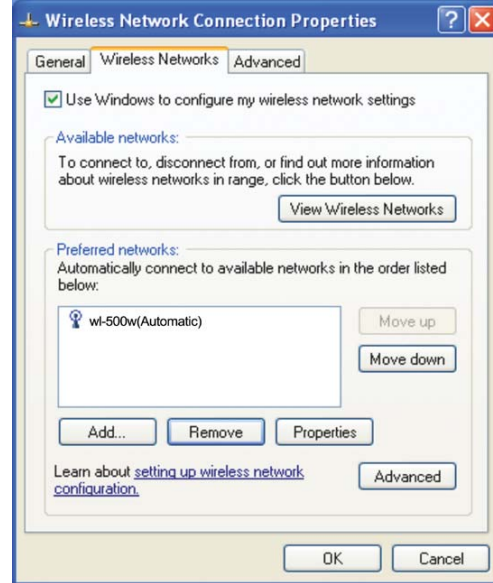 Wireless Network Connection Properties
General Wireless Networks Advanced
Use Windows to configure my wireless network settings
Available networks:
To connect to, disconnect from, or find out more information
about wireless networks in range, click the button below.
View Wireless Networks
Preferred networks:
Automatically connect to available networks in the order listed
below:
wl-500w(Automatic)
Move up
Move down
Add... Remove Properties
Learn about setting up wireless network
configuration.
Advanced
OK Cancel